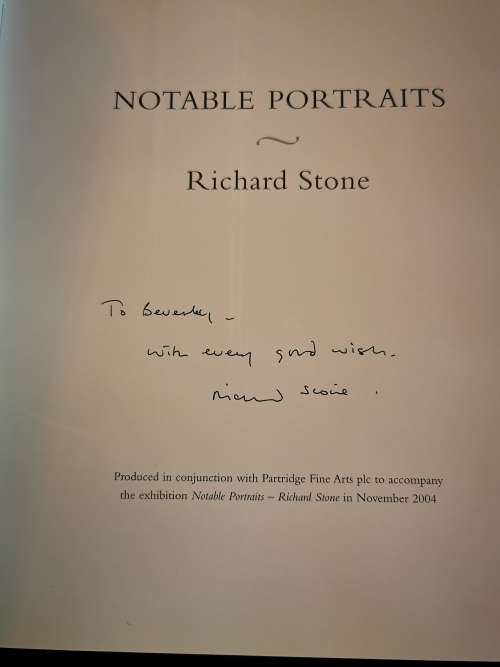 NOTABLE PORTRAITS
Richard Stone
To Beverley –
with every good wish.
Richard Stone .
Produced in conjunction with Partridge Fine Arts plc to accompany
the exhibition Notable Portraits – Richard Stone in November 2004